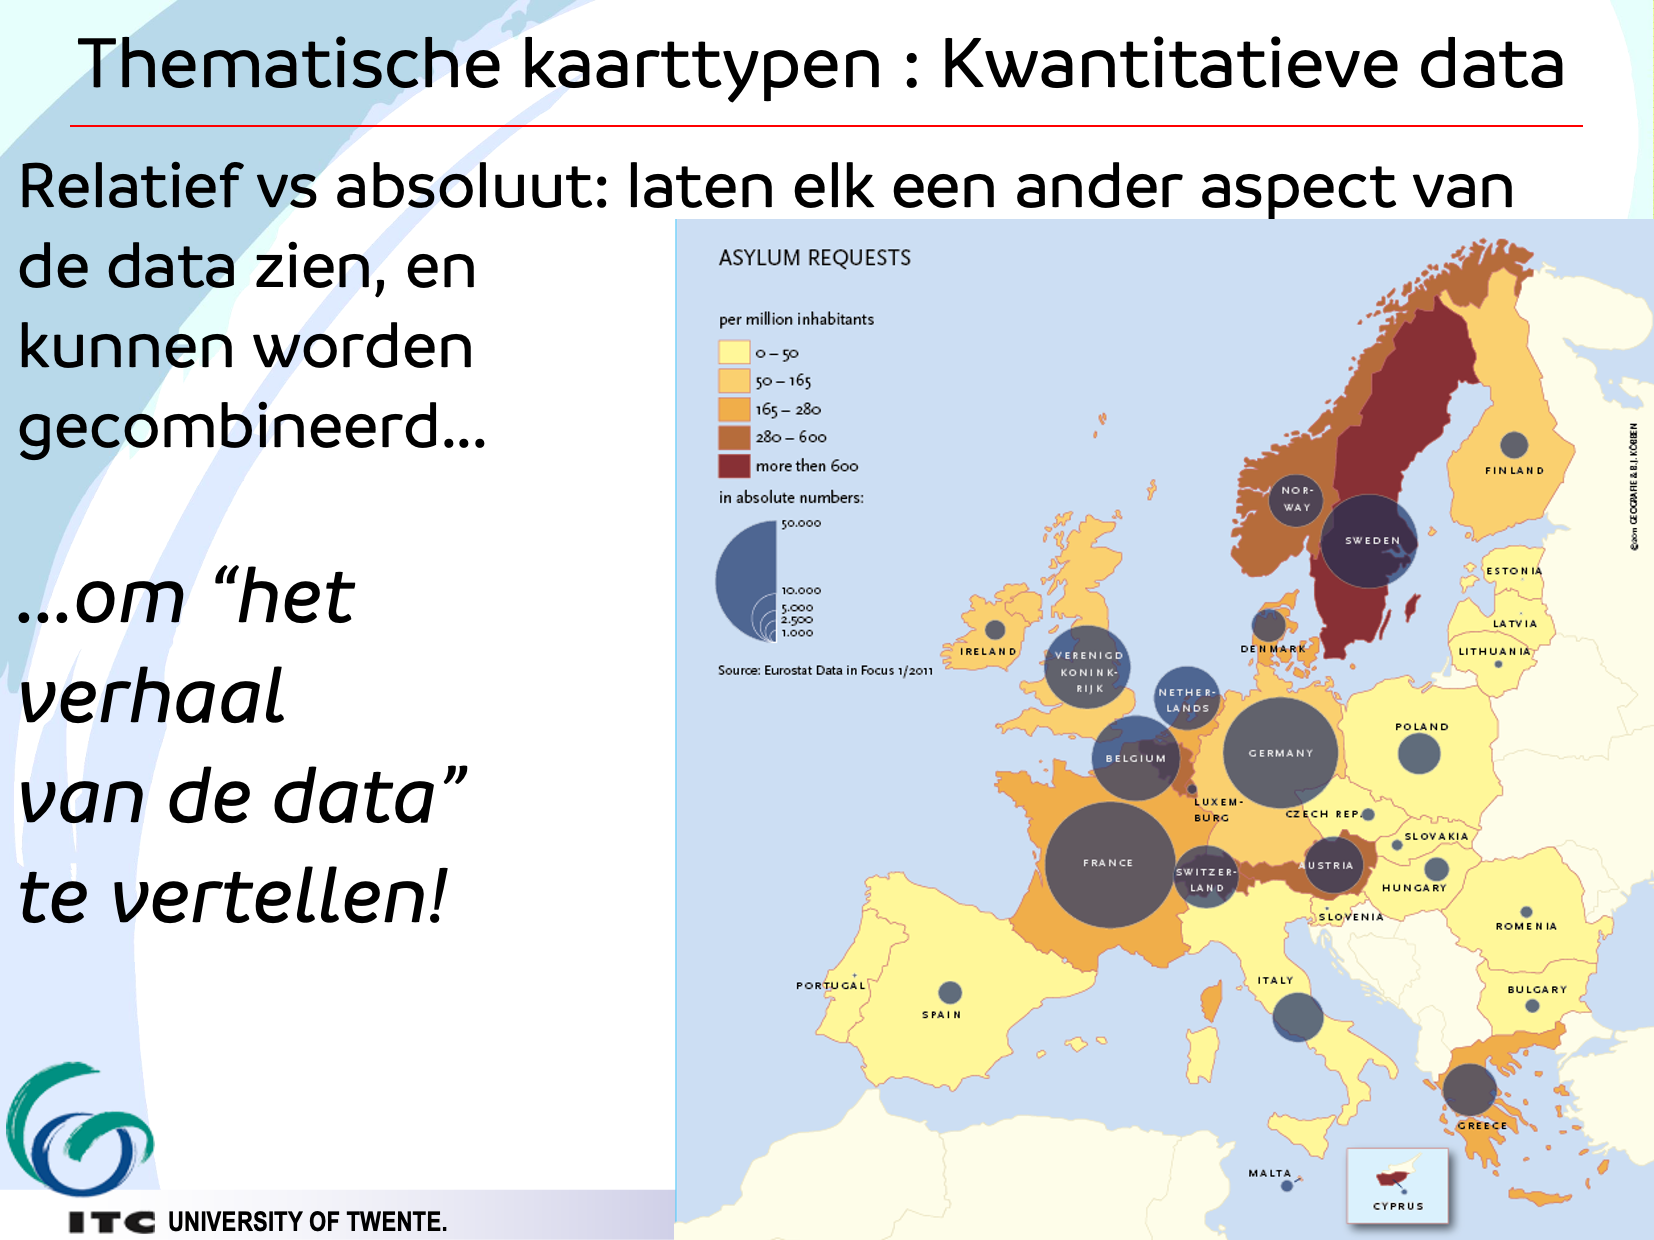 Thematische kaarttypen : Kwantitatieve data
Relatief vs absoluut: laten elk een ander aspect van
de data zien, en
kunnen worden
gecombineerd...
...om “het
verhaal
van de data”
te vertellen!
ASYLUM REQUESTS
per million inhabitants
0 – 50
50 – 165
165 – 280
280 – 600
more then 600
in absolute numbers:
50.000
10.000
5.000
2.500
1.000
Source: Eurostat Data in Focus 1/2011
©2011 GEOGRAFIE & B.J. KÖBBEN
FINLAND
NOR-
WAY
SWEDEN
ESTONIA
LATVIA
LITHUANIA
DENMARK
IRELAND
VERENIGD
KONINK-
RIJK
NETHER-
LANDS
BELGIUM
GERMANY
POLAND
LUXEM-
BURG
CZECH REP.
SLOVAKIA
FRANCE
SWITZER-
LAND
AUSTRIA
HUNGARY
SLOVENIA
ROMENIA
PORTUGAL
SPAIN
ITALY
BULGARY
GREECE
MALTA
CYPRUS
ITC UNIVERSITY OF TWENTE.